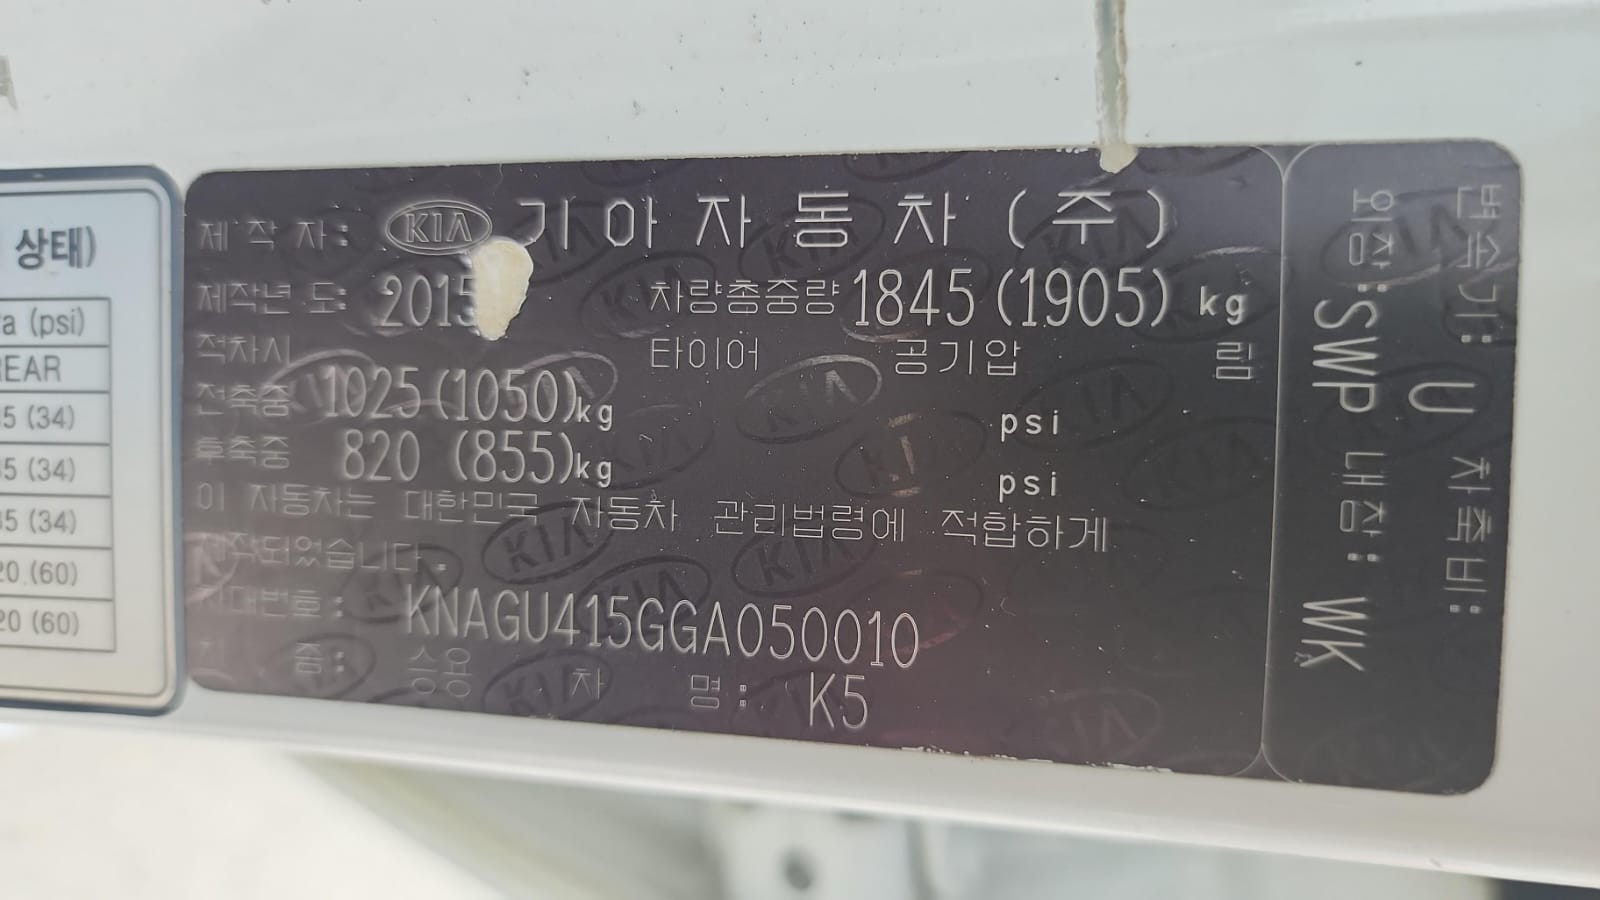 상태)
a (psi)
REAR
35 (34)
35 (34)
35 (34)
20 (60)
20 (60)
제 작 자: KIA 기아자동차(주)
제작년도: 2015 차량총중량 1845 (1905) kg
적차시 타이어 공기압 림
전축중 1025(1050)kg psi
후축중 820 (855)kg psi
이 자동차는 대한민국 자동차 관리법령에 적합하게
제작되었습니다.
차대번호: KNAGU415GGA050010
차 종: 승용 차 명: K5
변속기: U 차축비:
외장:SWP 내장: WK